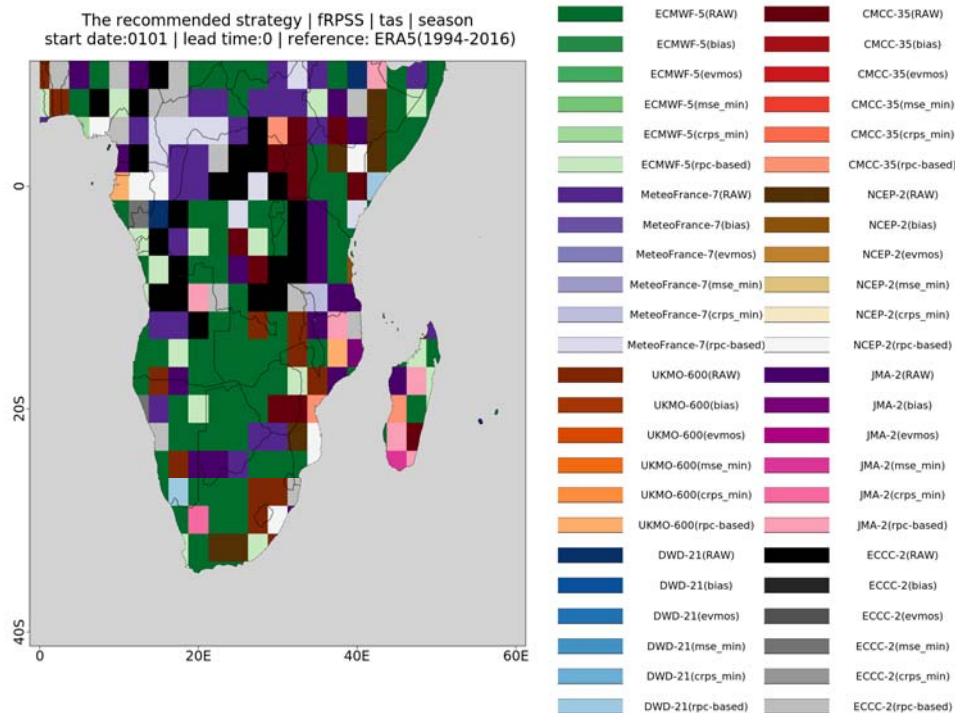 The recommended strategy | fRPSS | tas | season
start date:0101 | lead time:0 | reference: ERA5(1994-2016)
0
20S
40S
0
20E
40E
60E
ECMWF-5(RAW)
ECMWF-5(bias)
ECMWF-5(evmos)
ECMWF-5(mse_min)
ECMWF-5(crps_min)
ECMWF-5(rpc-based)
MeteoFrance-7(RAW)
MeteoFrance-7(bias)
MeteoFrance-7(evmos)
MeteoFrance-7(mse_min)
MeteoFrance-7(crps_min)
MeteoFrance-7(rpc-based)
UKMO-600(RAW)
UKMO-600(bias)
UKMO-600(evmos)
UKMO-600(mse_min)
UKMO-600(crps_min)
UKMO-600(rpc-based)
DWD-21(RAW)
DWD-21(bias)
DWD-21(evmos)
DWD-21(mse_min)
DWD-21(crps_min)
DWD-21(rpc-based)
CMCC-35(RAW)
CMCC-35(bias)
CMCC-35(evmos)
CMCC-35(mse_min)
CMCC-35(crps_min)
CMCC-35(rpc-based)
NCEP-2(RAW)
NCEP-2(bias)
NCEP-2(evmos)
NCEP-2(mse_min)
NCEP-2(crps_min)
NCEP-2(rpc-based)
JMA-2(RAW)
JMA-2(bias)
JMA-2(evmos)
JMA-2(mse_min)
JMA-2(crps_min)
JMA-2(rpc-based)
ECCC-2(RAW)
ECCC-2(bias)
ECCC-2(evmos)
ECCC-2(mse_min)
ECCC-2(crps_min)
ECCC-2(rpc-based)